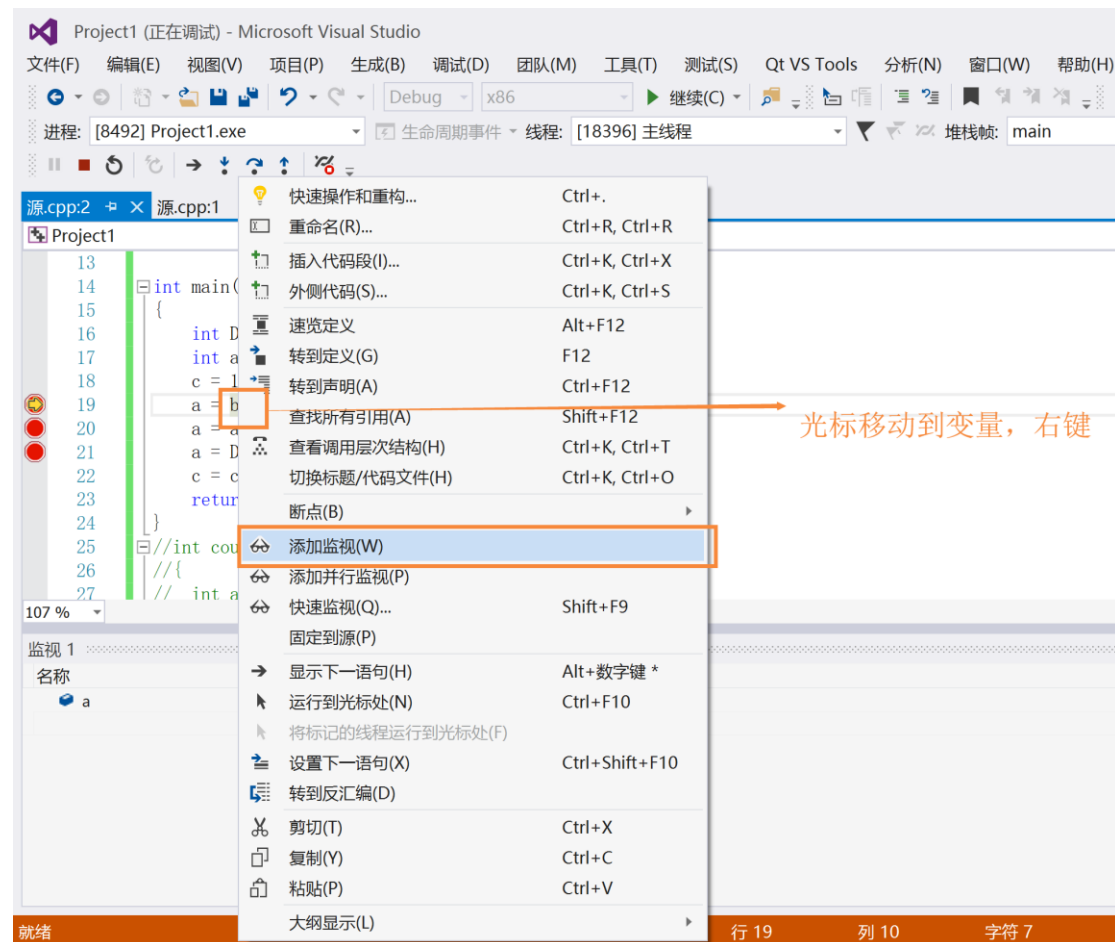 Project1 (正在调试) - Microsoft Visual Studio
文件(F) 编辑(E) 视图(V) 项目(P) 生成(B) 调试(D) 团队(M) 工具(T) 测试(S) Qt VS Tools 分析(N) 窗口(W) 帮助(H)
Debug x86 继续(C)
进程: [8492] Project1.exe 生命周期事件 线程: [18396] 主线程 堆栈帧: main
源.cpp:2 源.cpp:1
Project1
快速操作和重构... Ctrl+.
重命名(R)... Ctrl+R, Ctrl+R
插入代码段(I)... Ctrl+K, Ctrl+X
外侧代码(S)... Ctrl+K, Ctrl+S
速览定义 Alt+F12
转到定义(G) F12
转到声明(A) Ctrl+F12
查找所有引用(A) Shift+F12
查看调用层次结构(H) Ctrl+K, Ctrl+T
切换标题/代码文件(H) Ctrl+K, Ctrl+O
断点(B)
添加监视(W)
添加并行监视(P)
快速监视(Q)... Shift+F9
固定到源(P)
显示下一语句(H) Alt+数字键 *
运行到光标处(N) Ctrl+F10
将标记的线程运行到光标处(F)
设置下一语句(X) Ctrl+Shift+F10
转到反汇编(D)
剪切(T) Ctrl+X
复制(Y) Ctrl+C
粘贴(P) Ctrl+V
大纲显示(L)
13
14 int main(
15 {
16 int D
17 int a
18 c = 1
19 a = b
20 a = a
21 a = D
22 c = c
23 retur
24 }
25 //int cou
26 //{
27 // int a
光标移动到变量，右键
107 %
监视 1
名称
a
就绪 行 19 列 10 字符 7